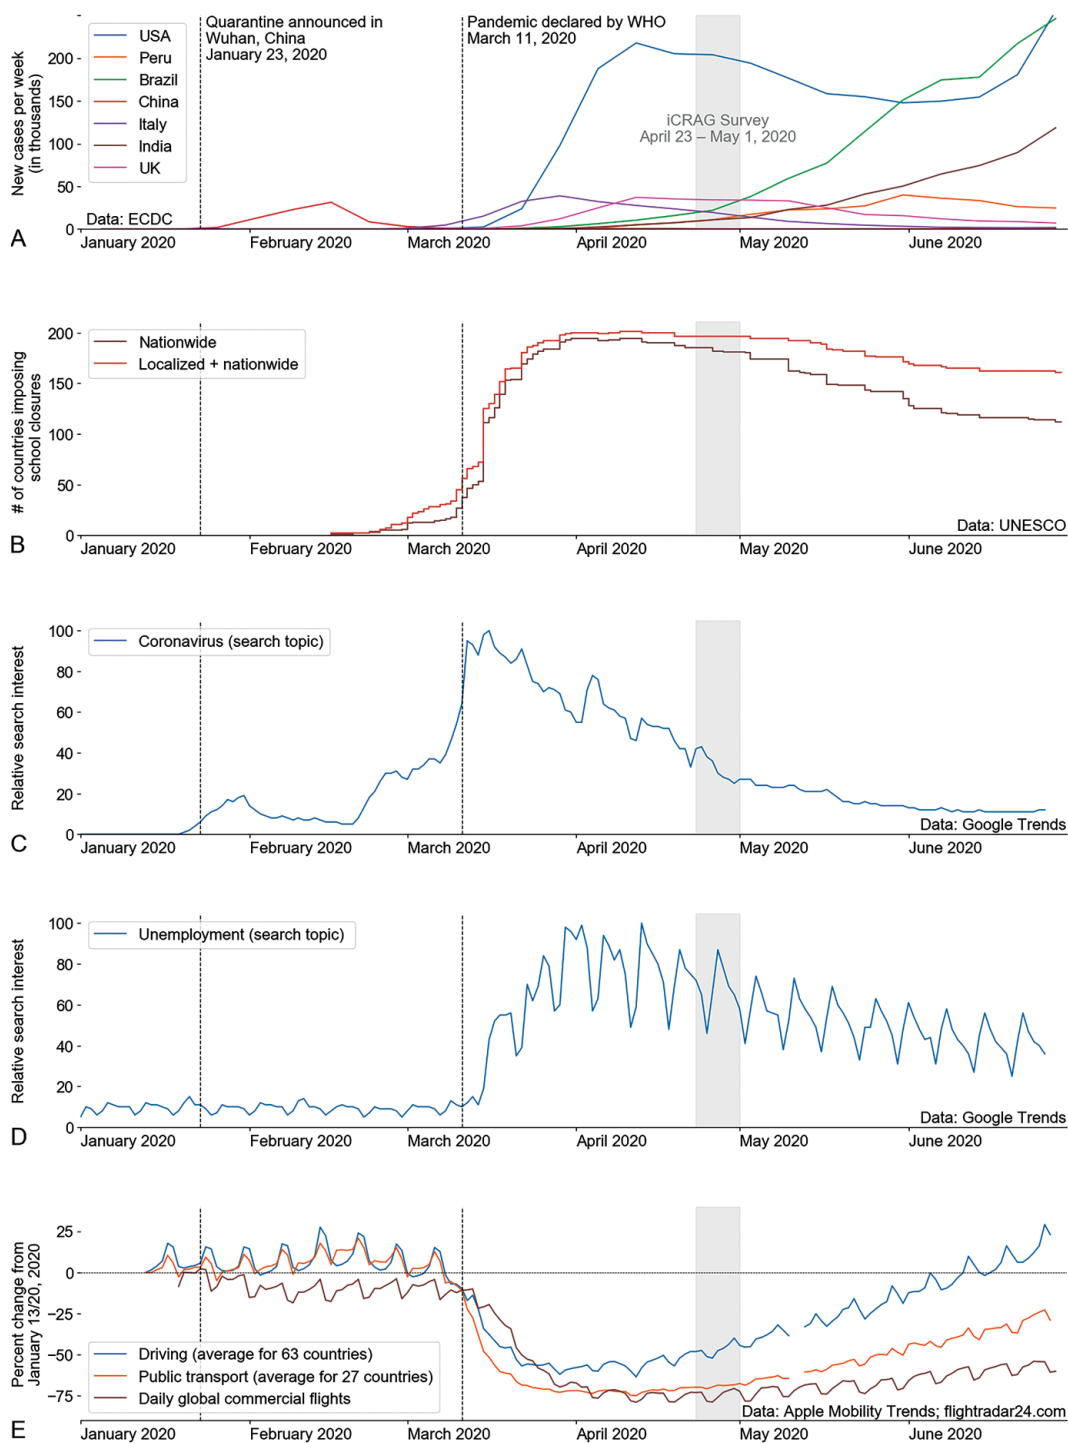 New cases per week
(in thousands)
200
150
100
50
0
USA
Peru
Brazil
China
Italy
India
UK
Quarantine announced in
Wuhan, China
January 23, 2020
Pandemic declared by WHO
March 11, 2020
iCRAG Survey
April 23 – May 1, 2020
Data: ECDC
A
January 2020 February 2020 March 2020 April 2020 May 2020 June 2020
# of countries imposing
school closures
200
150
100
50
0
Nationwide
Localized + nationwide
Data: UNESCO
B
January 2020 February 2020 March 2020 April 2020 May 2020 June 2020
Relative search interest
100
80
60
40
20
0
Coronavirus (search topic)
Data: Google Trends
C
January 2020 February 2020 March 2020 April 2020 May 2020 June 2020
Relative search interest
100
80
60
40
20
0
Unemployment (search topic)
Data: Google Trends
D
January 2020 February 2020 March 2020 April 2020 May 2020 June 2020
Percent change from
January 13/20, 2020
25
0
−25
−50
−75
Driving (average for 63 countries)
Public transport (average for 27 countries)
Daily global commercial flights
Data: Apple Mobility Trends; flightradar24.com
E
January 2020 February 2020 March 2020 April 2020 May 2020 June 2020